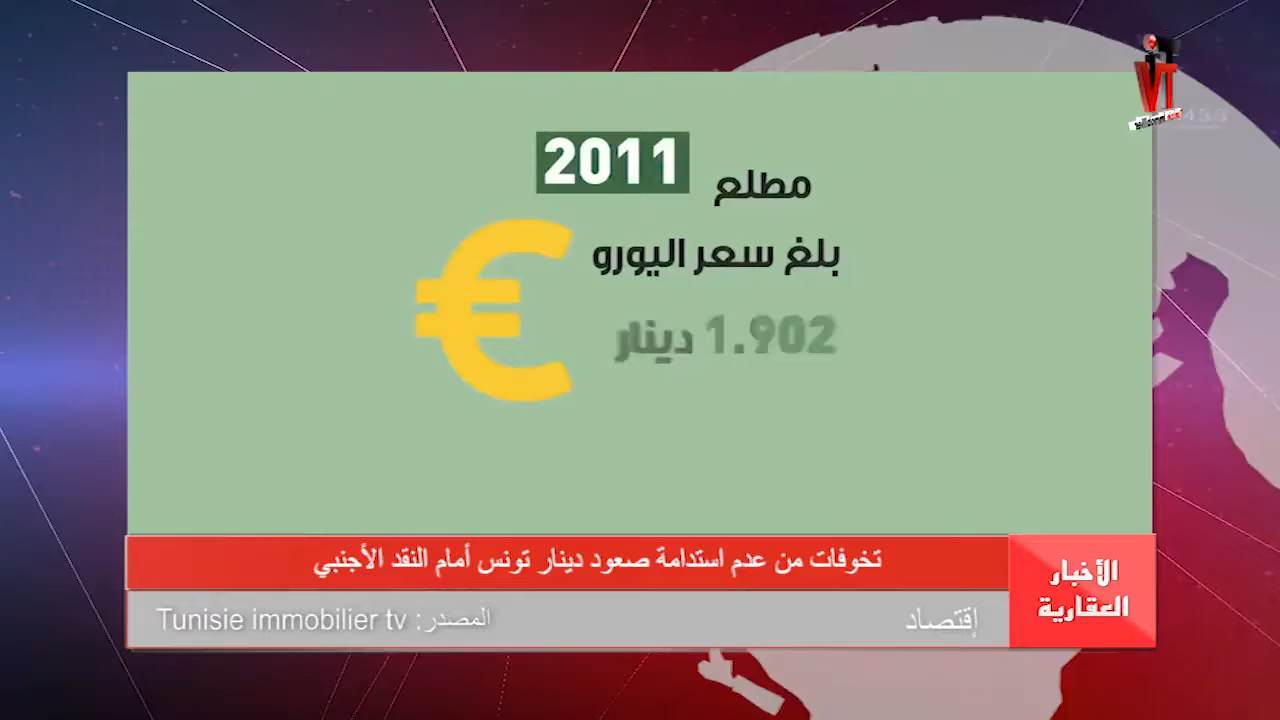 مطلع 2011
بلغ سعر اليورو
€
1.902 دينار
تخوفات من عدم استدامة صعود دينار تونس أمام النقد الأجنبي
الأخبار
العقارية
إقتصاد
المصدر: Tunisie immobilier tv